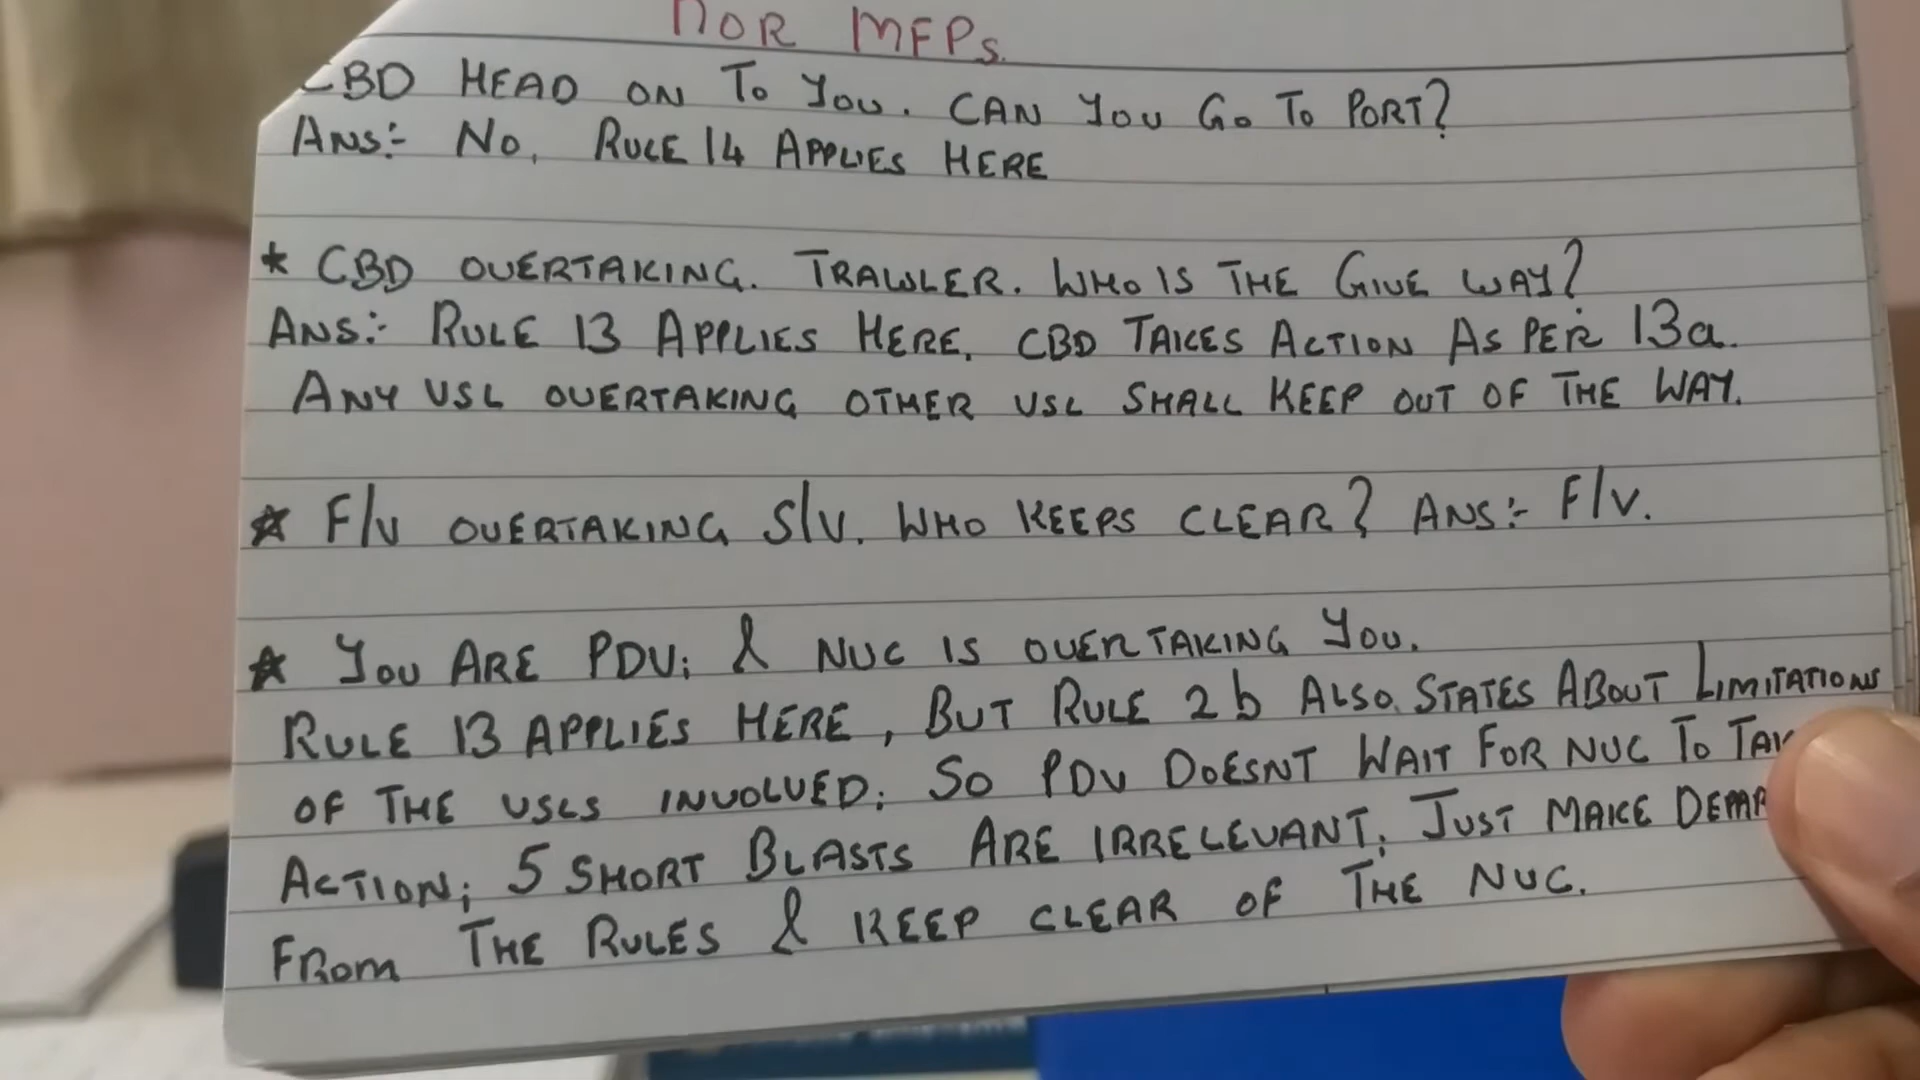 NOR MFPs.
CBD HEAD ON TO YOU. CAN YOU GO TO PORT?
ANS:- NO, RULE 14 APPLIES HERE
* CBD OVERTAKING. TRAWLER. WHO IS THE GIVE WAY?
ANS:- RULE 13 APPLIES HERE. CBD TAKES ACTION AS PER 13a.
ANY VSL OVERTAKING OTHER VSL SHALL KEEP OUT OF THE WAY.
* F/V OVERTAKING S/V. WHO KEEPS CLEAR? ANS:- F/V.
* YOU ARE PDV; & NUC IS OVERTAKING YOU.
RULE 13 APPLIES HERE, BUT RULE 2b ALSO STATES ABOUT LIMITATIONS
OF THE VSLS INVOLVED; SO PDV DOESNT WAIT FOR NUC TO
ACTION; 5 SHORT BLASTS ARE IRRELEVANT; JUST MAKE
FROM THE RULES & KEEP CLEAR OF THE NUC.